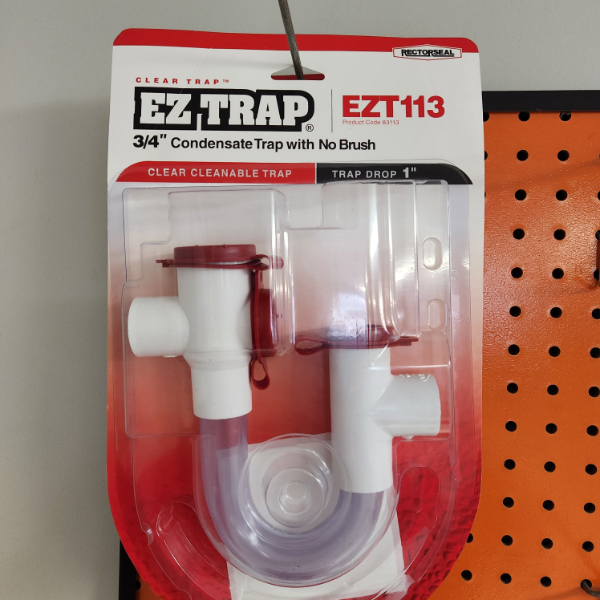 RECTORSEAL
CLEAR TRAP™
EZ TRAP® EZT113
Product Code 83113
3/4" Condensate Trap with No Brush
CLEAR CLEANABLE TRAP TRAP DROP 1"